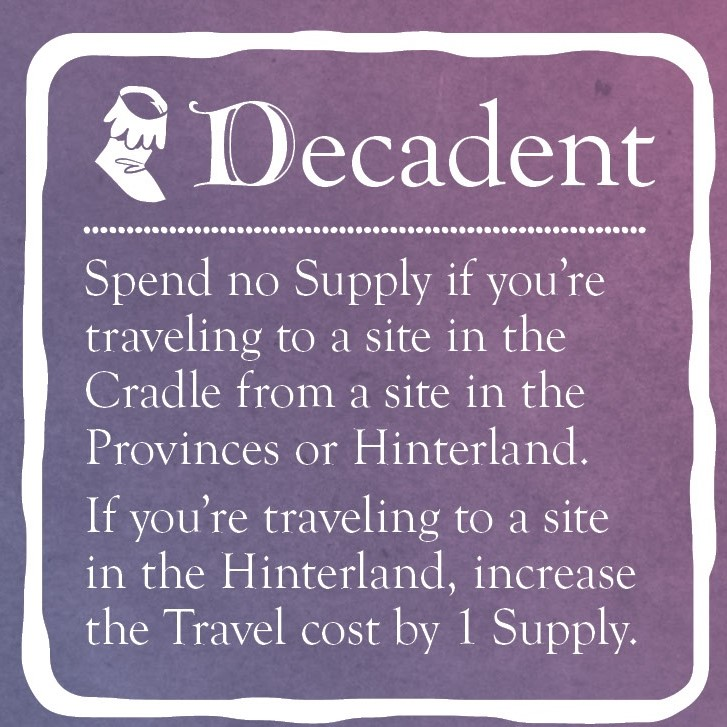 Decadent
Spend no Supply if you’re
traveling to a site in the
Cradle from a site in the
Provinces or Hinterland.
If you’re traveling to a site
in the Hinterland, increase
the Travel cost by 1 Supply.